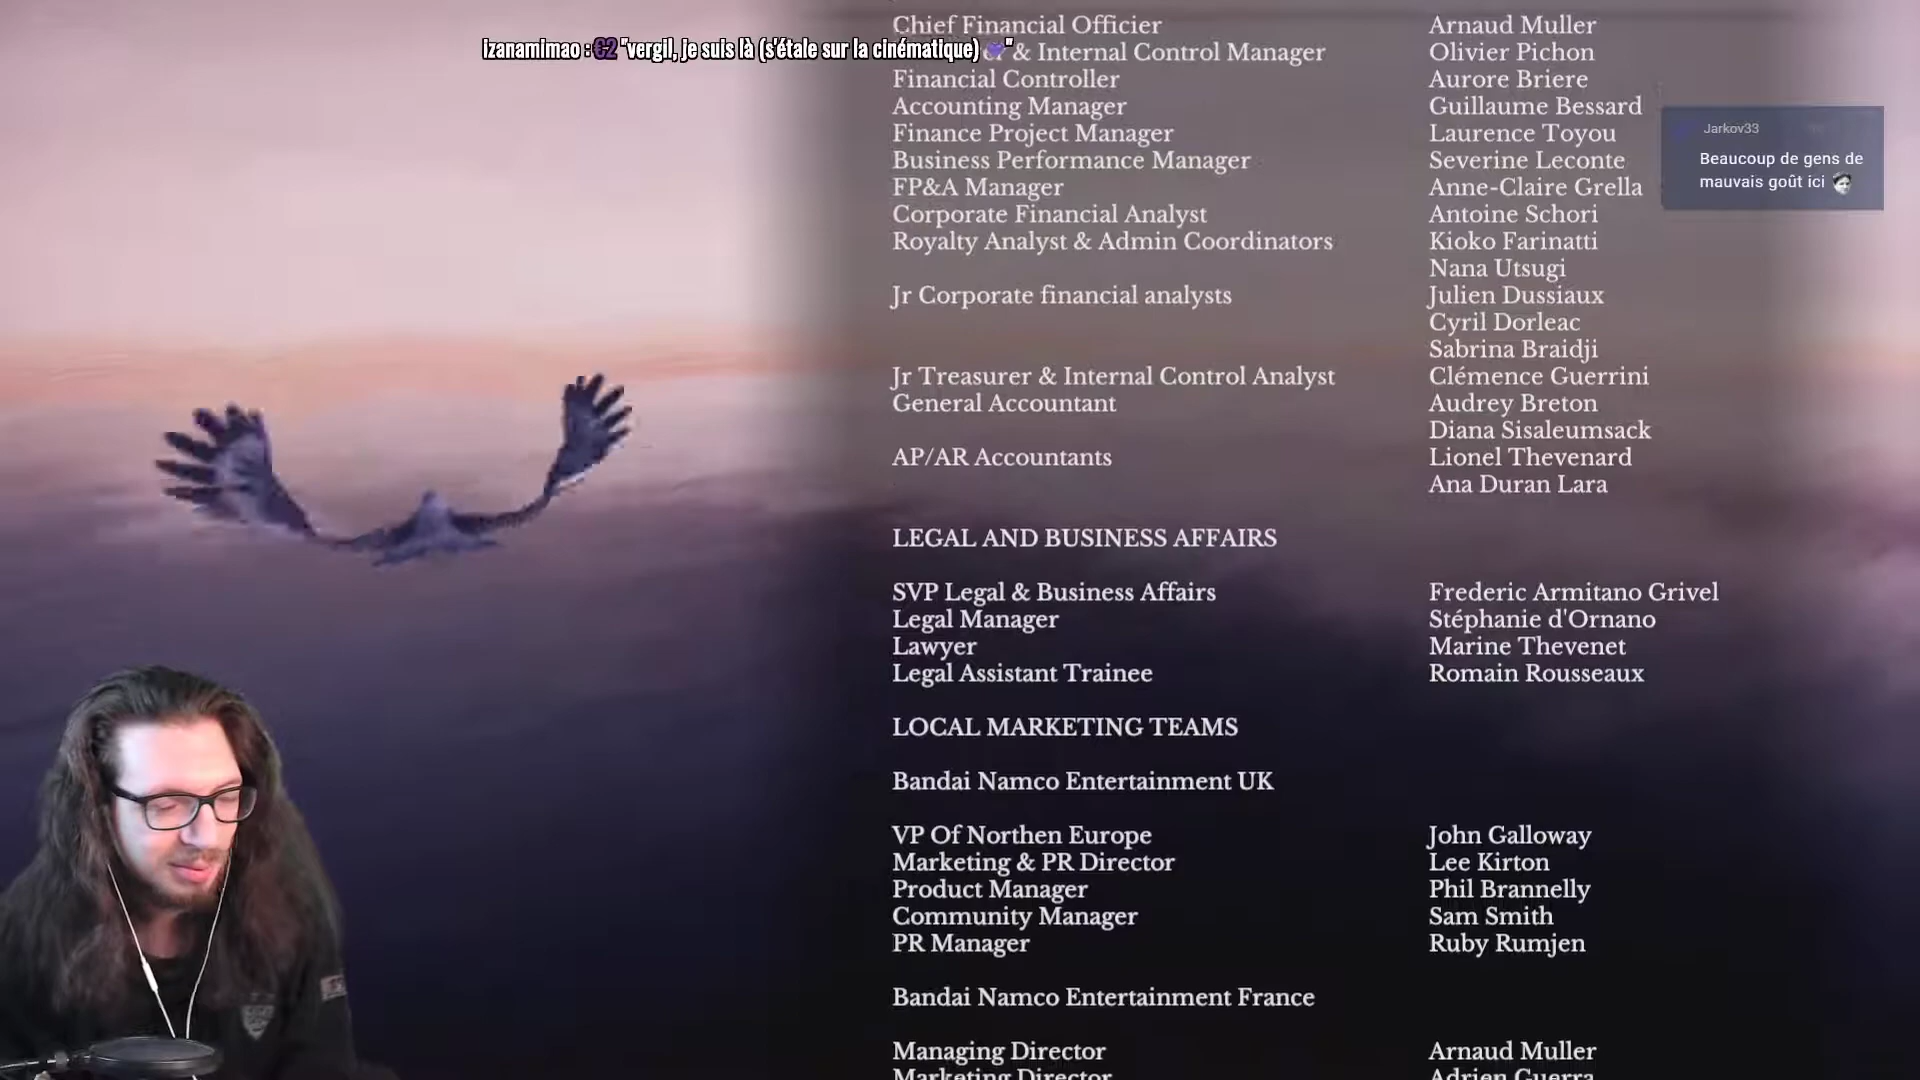 Chief Financial Officier Arnaud Muller
izanamimao : 62 "vergil, je suis là (s'étale sur la cinématique) 💜"
& Internal Control Manager Olivier Pichon
Financial Controller Aurore Briere
Accounting Manager Guillaume Bessard
Finance Project Manager Laurence Toyou
Business Performance Manager Severine Leconte
FP&A Manager Anne-Claire Grella
Corporate Financial Analyst Antoine Schori
Royalty Analyst & Admin Coordinators Kioko Farinatti
Nana Utsugi
Jr Corporate financial analysts Julien Dussiaux
Cyril Dorleac
Sabrina Braidji
Jr Treasurer & Internal Control Analyst Clémence Guerrini
General Accountant Audrey Breton
Diana Sisaleumsack
AP/AR Accountants Lionel Thevenard
Ana Duran Lara
Jarkov33
Beaucoup de gens de
mauvais goût ici
LEGAL AND BUSINESS AFFAIRS
SVP Legal & Business Affairs Frederic Armitano Grivel
Legal Manager Stéphanie d'Ornano
Lawyer Marine Thevenet
Legal Assistant Trainee Romain Rousseaux
LOCAL MARKETING TEAMS
Bandai Namco Entertainment UK
VP Of Northen Europe John Galloway
Marketing & PR Director Lee Kirton
Product Manager Phil Brannelly
Community Manager Sam Smith
PR Manager Ruby Rumjen
Bandai Namco Entertainment France
Managing Director Arnaud Muller
Marketing Director Adrien Guerra